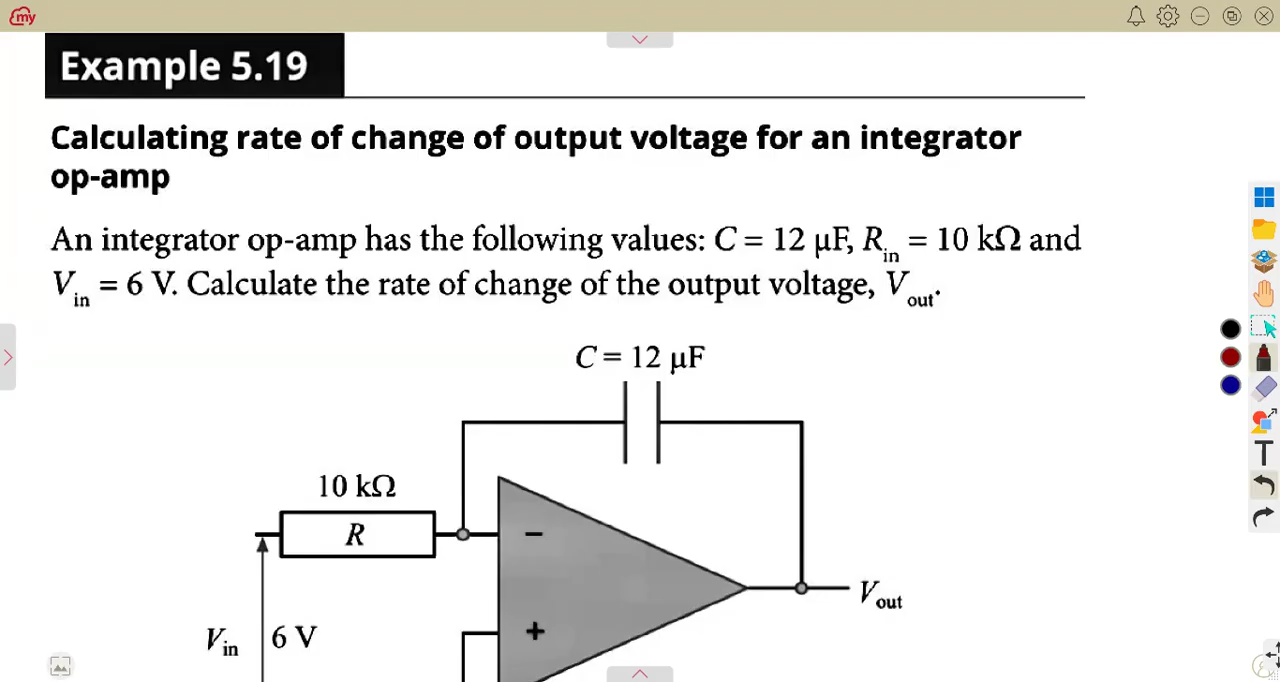 my
Example 5.19
Calculating rate of change of output voltage for an integrator
op-amp
An integrator op-amp has the following values: C = 12 μF, Rin = 10 kΩ and
Vin = 6 V. Calculate the rate of change of the output voltage, Vout.
C = 12 μF
10 kΩ
R
−
Vout
+
Vin 6 V
T